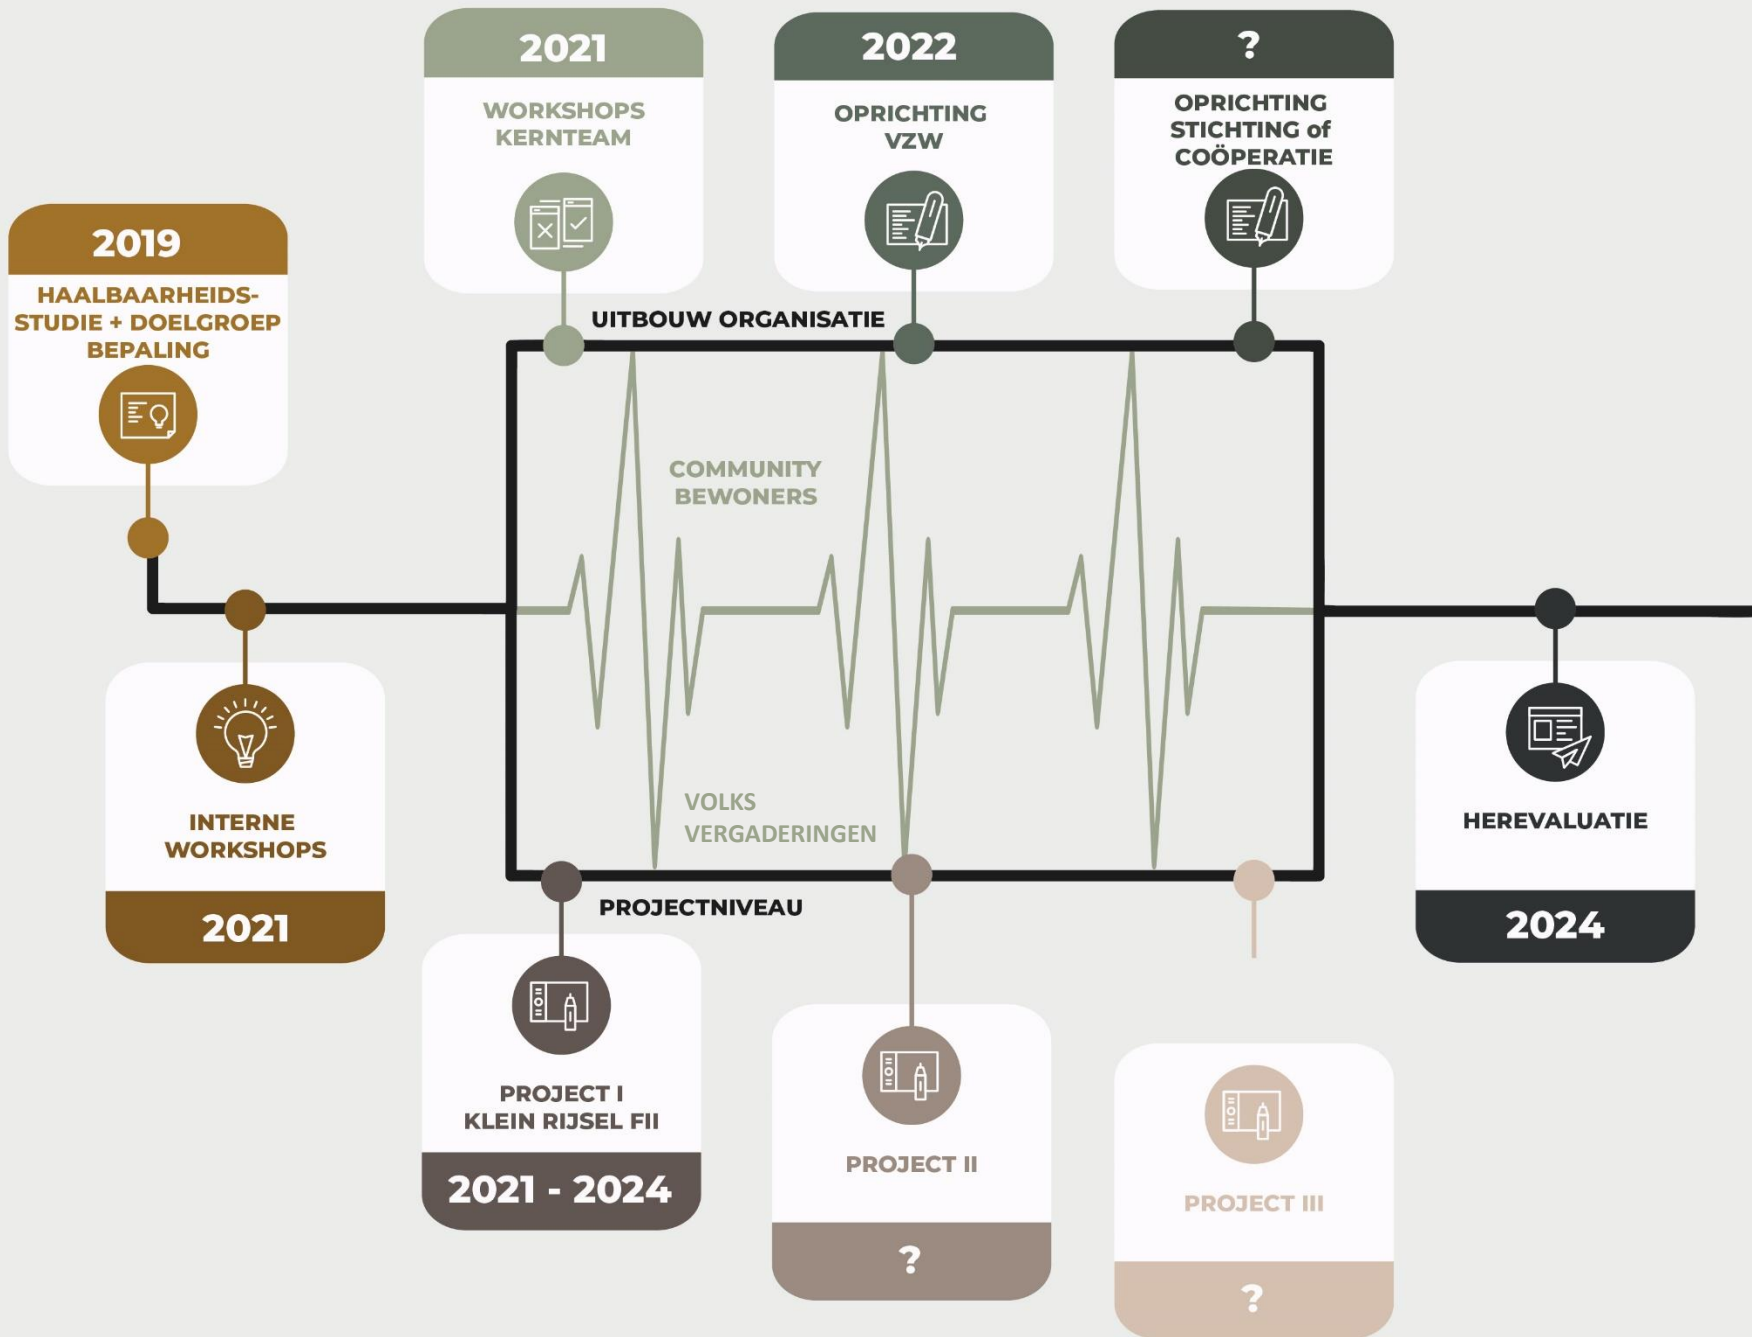 2019
HAALBAARHEIDS-
STUDIE + DOELGROEP
BEPALING
INTERNE
WORKSHOPS
2021
2021
WORKSHOPS
KERNTEAM
2022
OPRICHTING
VZW
?
OPRICHTING
STICHTING of
COÖPERATIE
UITBOUW ORGANISATIE
COMMUNITY
BEWONERS
VOLKS
VERGADERINGEN
PROJECTNIVEAU
PROJECT I
KLEIN RIJSEL FII
2021 - 2024
PROJECT II
?
PROJECT III
?
HEREVALUATIE
2024